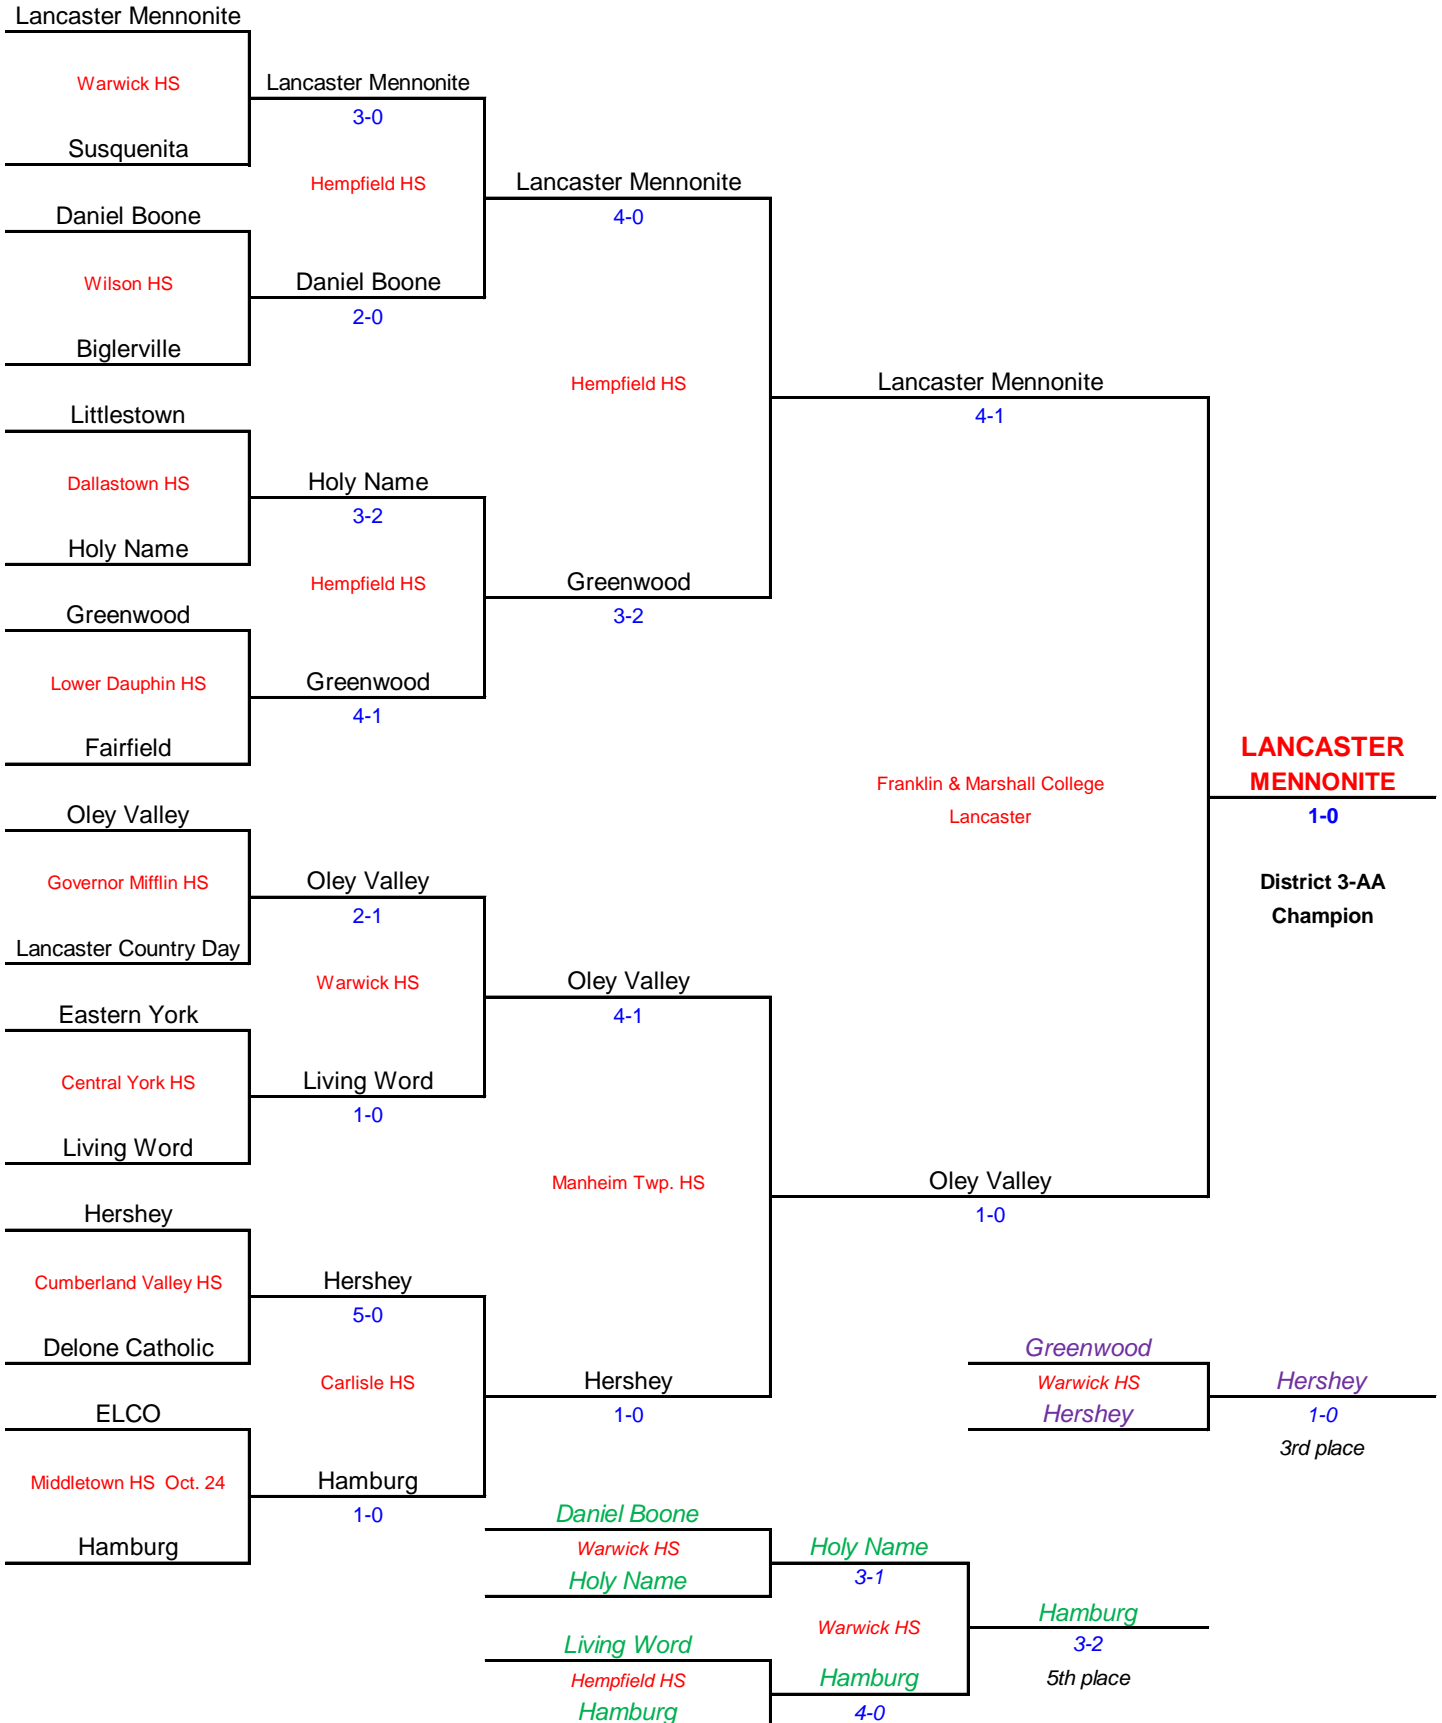 Lancaster Mennonite
Warwick HS
Lancaster Mennonite
3-0
Susquenita
Hempfield HS
Lancaster Mennonite
4-0
Daniel Boone
Wilson HS
Daniel Boone
2-0
Biglerville
Hempfield HS
Lancaster Mennonite
4-1
Littlestown
Dallastown HS
Holy Name
3-2
Holy Name
Hempfield HS
Greenwood
3-2
Greenwood
Lower Dauphin HS
Greenwood
4-1
Fairfield
LANCASTER
MENNONITE
1-0
Franklin & Marshall College
Lancaster
District 3-AA
Champion
Oley Valley
Governor Mifflin HS
Oley Valley
2-1
Lancaster Country Day
Warwick HS
Oley Valley
4-1
Eastern York
Central York HS
Living Word
1-0
Living Word
Manheim Twp. HS
Oley Valley
1-0
Hershey
Cumberland Valley HS
Hershey
5-0
Delone Catholic
Carlisle HS
Hershey
1-0
Greenwood
Warwick HS
Hershey
Hershey
1-0
3rd place
ELCO
Middletown HS Oct. 24
Hamburg
1-0
Hamburg
Daniel Boone
Warwick HS
Holy Name
Holy Name
3-1
Warwick HS
Hamburg
3-2
5th place
Living Word
Hempfield HS
Hamburg
Hamburg
4-0